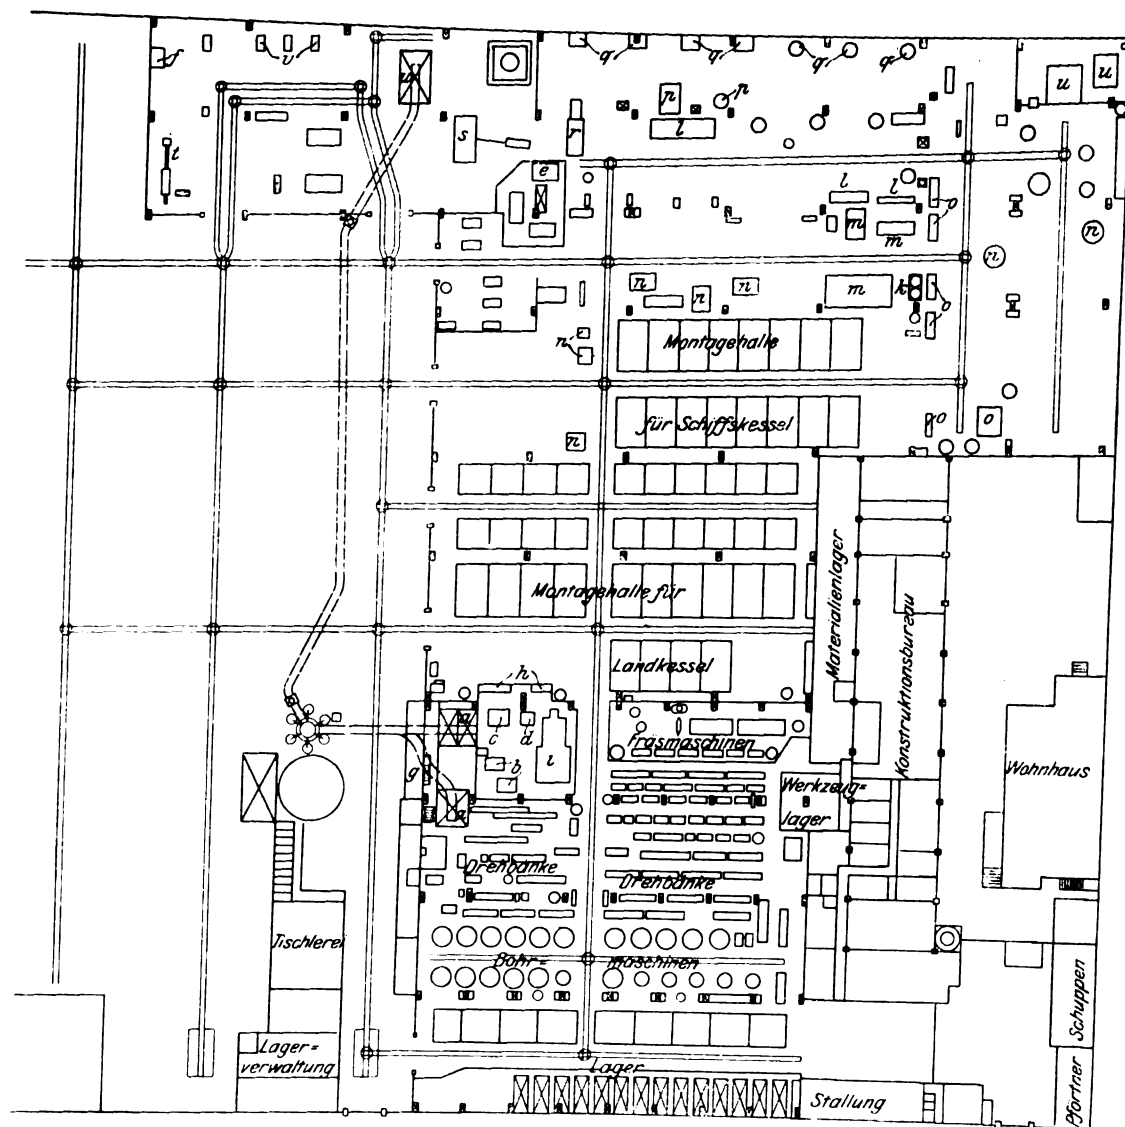 f
v
w
q
q
q
q
u
u
p
p
l
r
s
t
e
l
l
o
m
m
n
n
n
n
n
m
k
o
n
Montagehalle
für Schiffskessel
o
o
n
Montagehalle für
Materialienlager
Konstruktionsbureau
Landkessel
h
a
c
d
i
b
g
a
Fräsmaschinen
Werkzeug=
lager
Wohnhaus
Drehbänke
Drehbänke
Tischlerei
Bohr=
maschinen
Schuppen
Lager=
verwaltung
Lager
Stallung
Pförtner